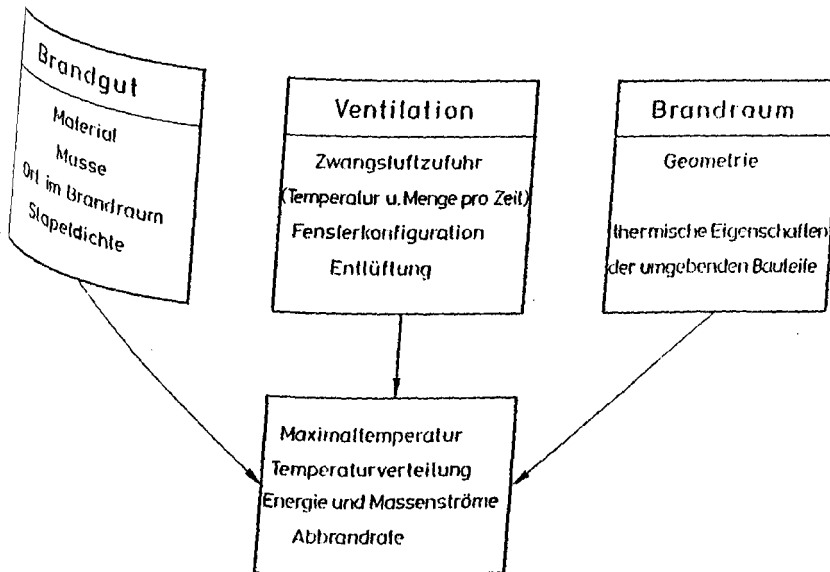 Brandgut
Material
Masse
Ort im Brandraum
Stapeldichte
Ventilation
Zwangsluftzufuhr
(Temperatur u. Menge pro Zeit)
Fensterkonfiguration
Entlüftung
Brandraum
Geometrie
thermische Eigenschaften
der umgebenden Bauteile
Maximaltemperatur
Temperaturverteilung
Energie und Massenströme
Abbrandrate